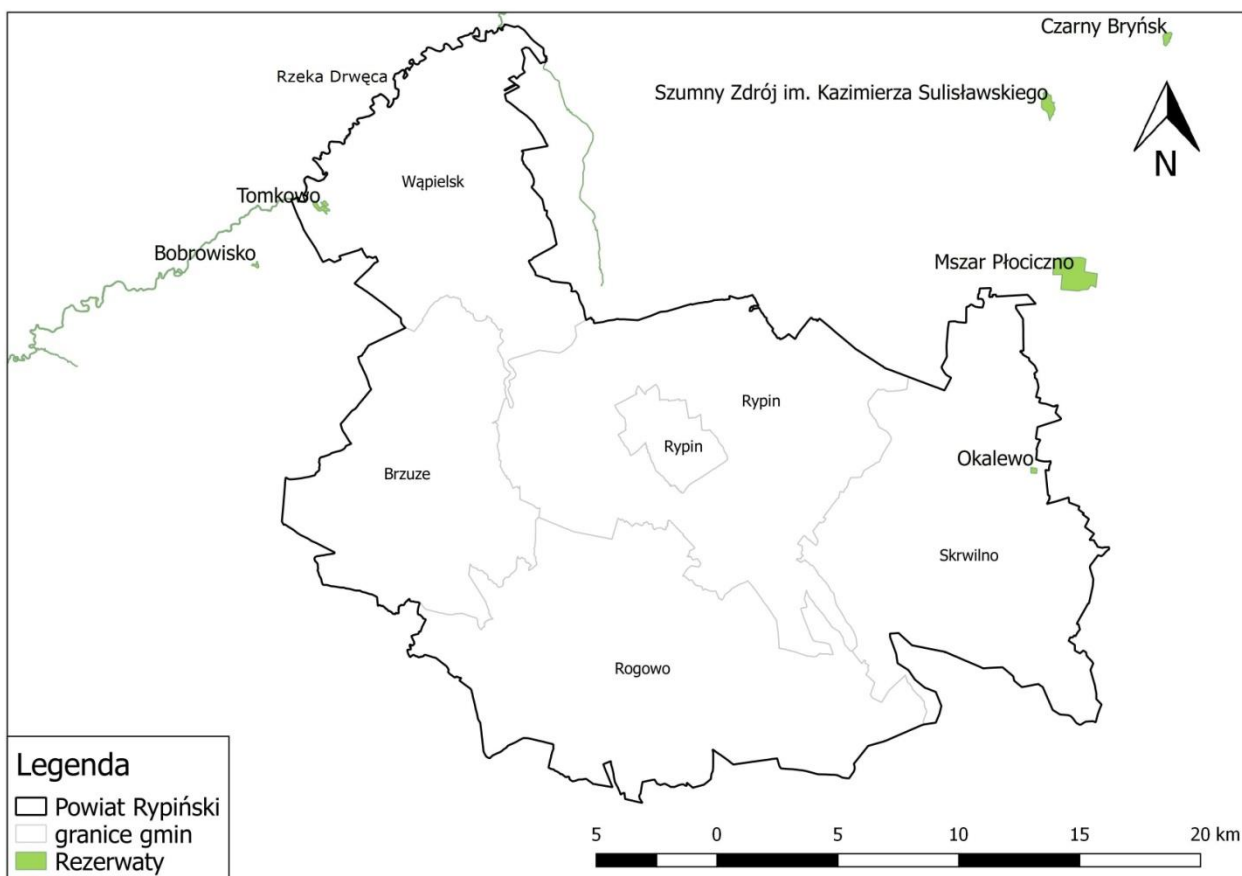 Czarny Bryńsk
Rzeka Drwęca
Szumny Zdrój im. Kazimierza Sulisławskiego
N
Wąpielsk
Tomkowo
Bobrowisko
Mszar Płociczno
Rypin
Rypin
Brzuze
Okalewo
Skrwilno
Rogowo
Legenda
Powiat Rypiński
granice gmin
Rezerwaty
5 0 5 10 15 20 km